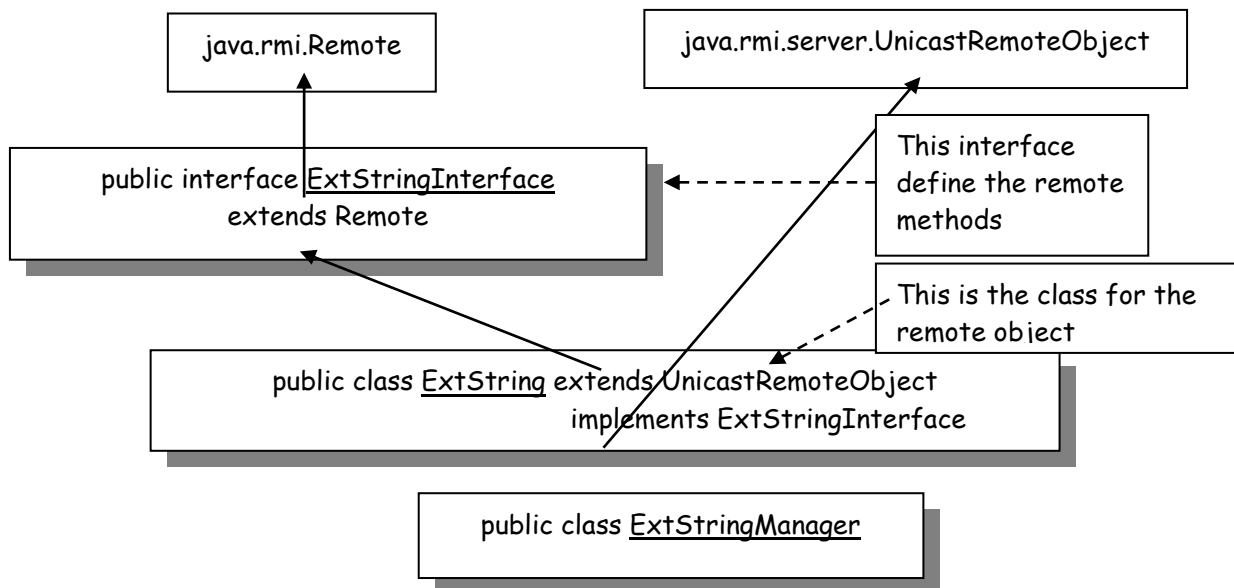 java.rmi.Remote
java.rmi.server.UnicastRemoteObject
public interface ExtStringInterface
extends Remote
This interface
define the remote
methods
This is the class for the
remote object
public class ExtString extends UnicastRemoteObject
implements ExtStringInterface
public class ExtStringManager